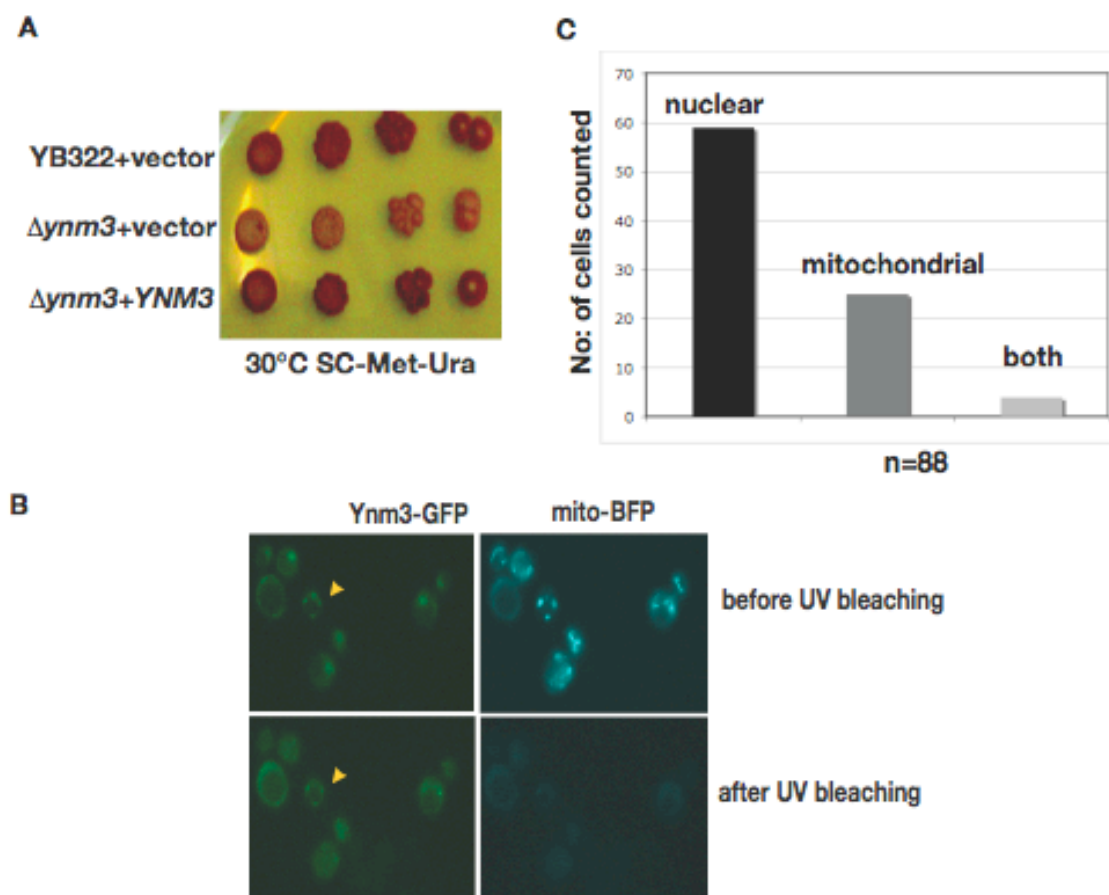 A
YB322+vector
Δynm3+vector
Δynm3+YNM3
30°C SC-Met-Ura
C
No: of cells counted
70
60
50
40
30
20
10
0
nuclear
mitochondrial
both
n=88
B
Ynm3-GFP
mito-BFP
before UV bleaching
after UV bleaching